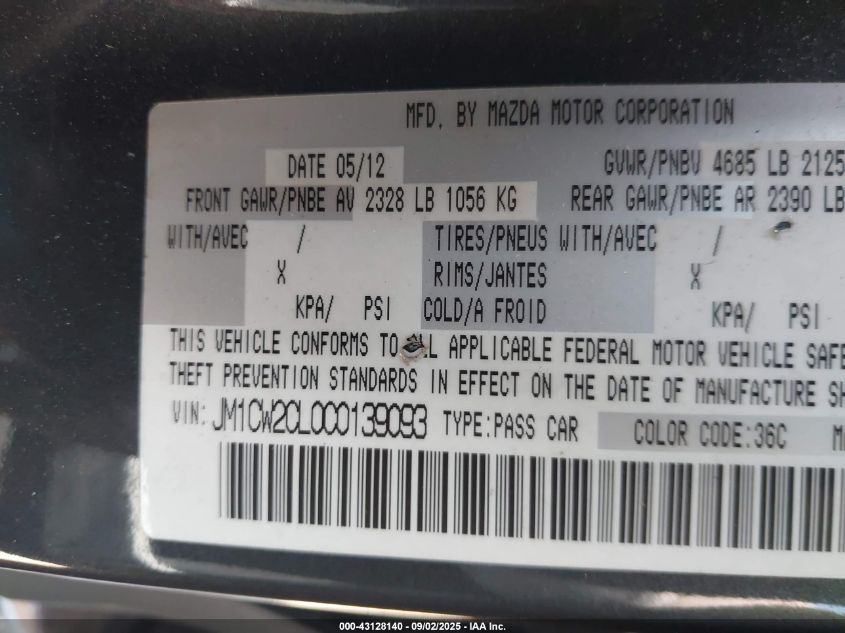 MFD. BY MAZDA MOTOR CORPORATION
DATE 05/12 GVWR/PNBV 4685 LB 2125
FRONT GAWR/PNBE AV 2328 LB 1056 KG REAR GAWR/PNBE AR 2390 LB
WITH/AVEC / TIRES/PNEUS WITH/AVEC /
X RIMS/JANTES X
KPA/ PSI COLD/A FROID KPA/ PSI
THIS VEHICLE CONFORMS TO L APPLICABLE FEDERAL MOTOR VEHICLE SAFE
THEFT PREVENTION STANDARDS IN EFFECT ON THE DATE OF MANUFACTURE SH
VIN: JM1CW2CL0C0139093 TYPE:PASS CAR COLOR CODE:36C M
000-43128140 - 09/02/2025 - IAA Inc.